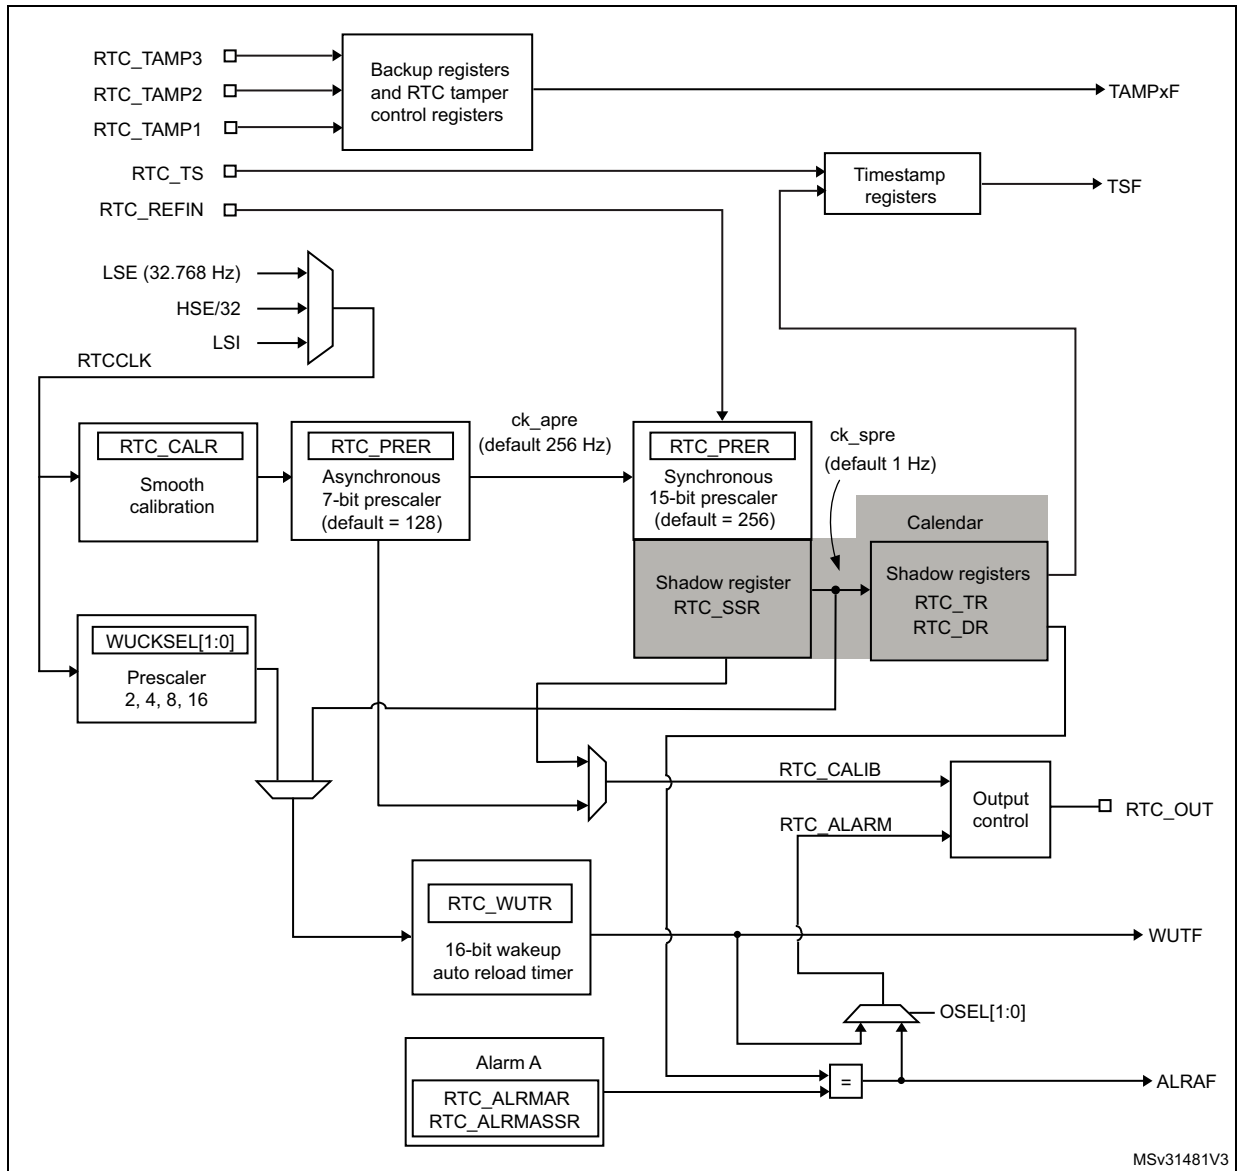 RTC_TAMP3
RTC_TAMP2
RTC_TAMP1
Backup registers
and RTC tamper
control registers
TAMPxF
RTC_TS
RTC_REFIN
Timestamp
registers
TSF
LSE (32.768 Hz)
HSE/32
LSI
RTCCLK
RTC_CALR
Smooth
calibration
RTC_PRER
Asynchronous
7-bit prescaler
(default = 128)
ck_apre
(default 256 Hz)
RTC_PRER
Synchronous
15-bit prescaler
(default = 256)
ck_spre
(default 1 Hz)
Calendar
Shadow register
RTC_SSR
Shadow registers
RTC_TR
RTC_DR
WUCKSEL[1:0]
Prescaler
2, 4, 8, 16
RTC_CALIB
RTC_ALARM
Output
control
RTC_OUT
RTC_WUTR
16-bit wakeup
auto reload timer
WUTF
OSEL[1:0]
Alarm A
RTC_ALRMAR
RTC_ALRMASSR
=
ALRAF
MSv31481V3